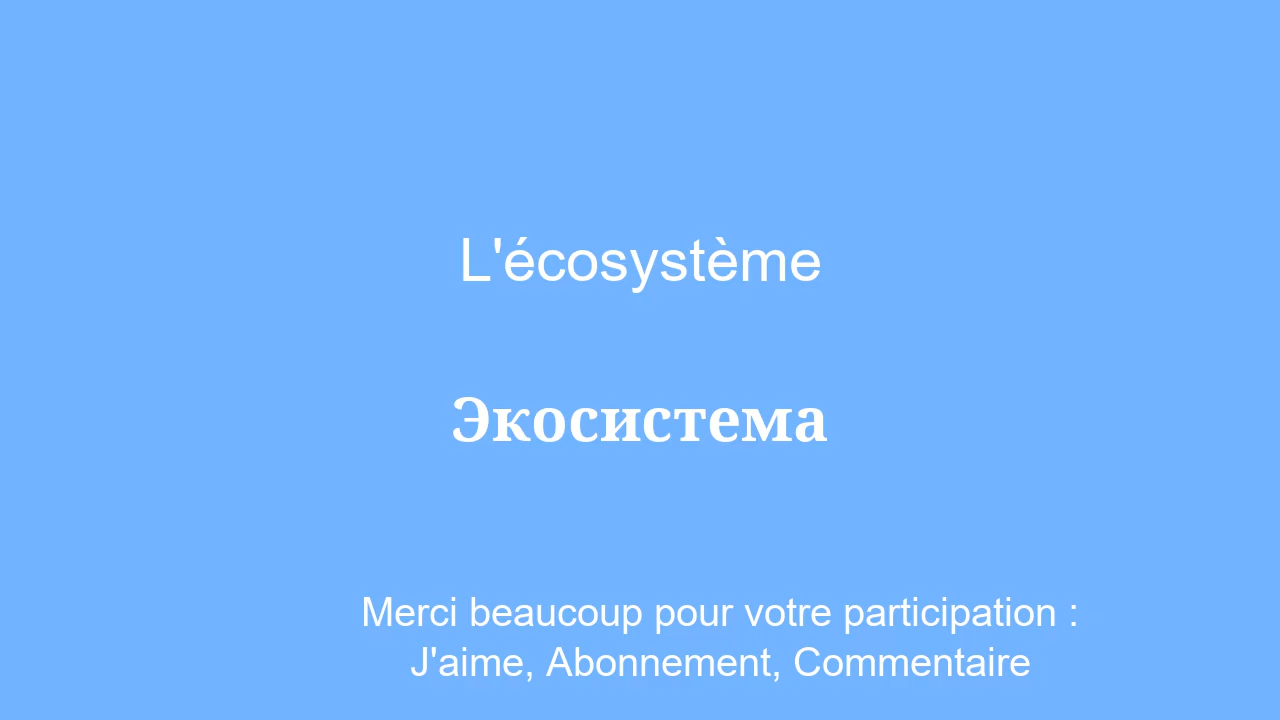 L'écosystème
Экосистема
Merci beaucoup pour votre participation :
J'aime, Abonnement, Commentaire